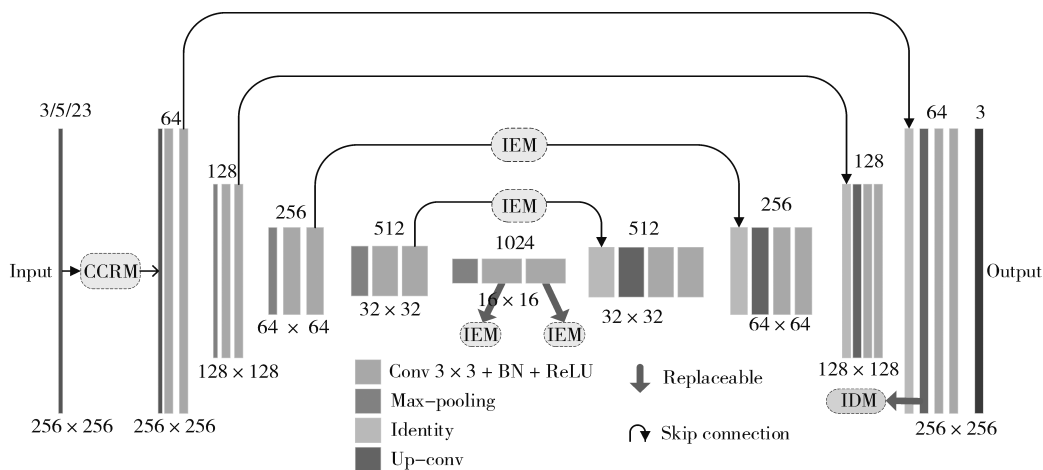 3/5/23
64
128
256
512
1024
512
256
128
64
3
IEM
IEM
Input
CCRM
Output
16 × 16
32 × 32
32 × 32
64 × 64
64 × 64
IEM
IEM
128 × 128
128 × 128
256 × 256
256 × 256
256 × 256
IDM
Conv 3 × 3 + BN + ReLU
Max-pooling
Identity
Up-conv
Replaceable
Skip connection